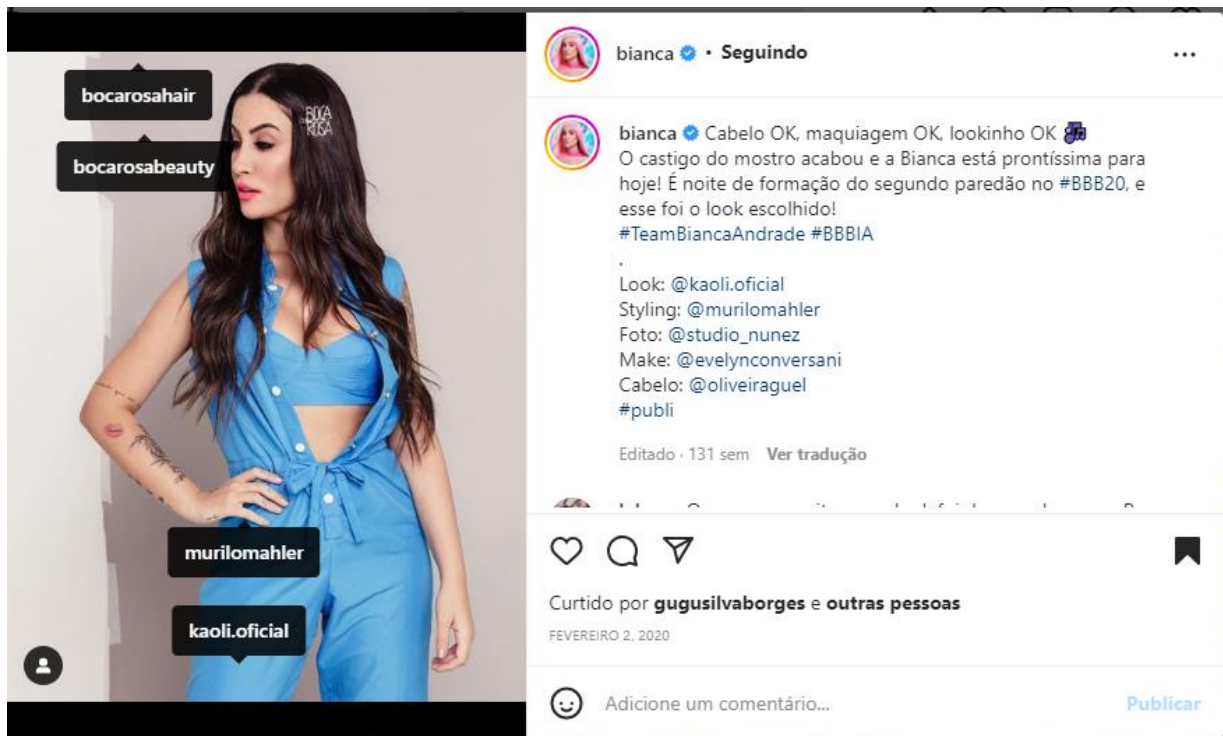 bocarosahair
bocarosabeauty
BOCA
ROSA
murilomahler
kaoli.oficial
bianca • Seguindo
bianca Cabelo OK, maquiagem OK, lookinho OK
O castigo do mostro acabou e a Bianca está prontíssima para
hoje! É noite de formação do segundo paredão no #BBB20, e
esse foi o look escolhido!
#TeamBiancaAndrade #BBBIA
.
Look: @kaoli.oficial
Styling: @murilomahler
Foto: @studio_nunez
Make: @evelynconversani
Cabelo: @oliveiraguel
#publi
Editado · 131 sem Ver tradução
Curtido por gugusilvaborges e outras pessoas
FEVEREIRO 2, 2020
Adicione um comentário... Publicar